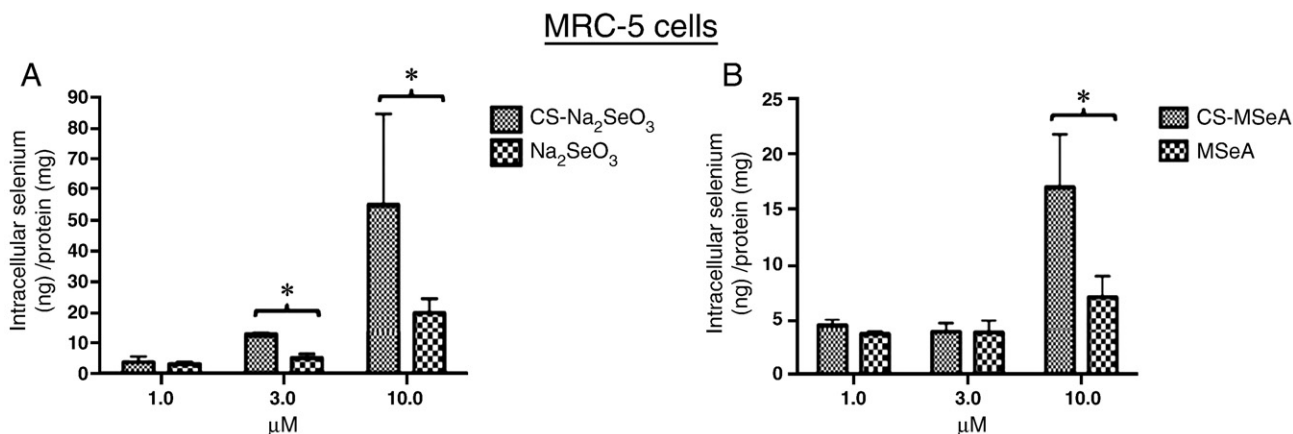 MRC-5 cells
A
Intracellular selenium
(ng) /protein (mg)
90
80
70
60
50
40
30
20
10
0
*
*
CS-Na₂SeO₃
Na₂SeO₃
1.0 3.0 10.0
μM
B
Intracellular selenium
(ng) /protein (mg)
25
20
15
10
5
0
*
CS-MSeA
MSeA
1.0 3.0 10.0
μM